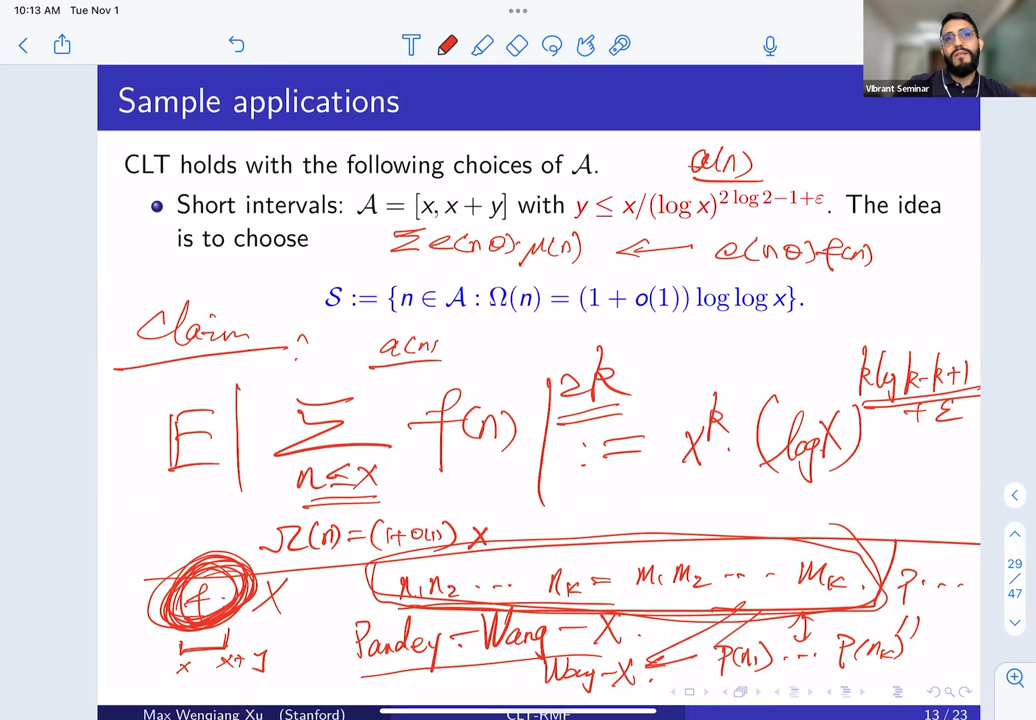 10:13 AM Tue Nov 1
Vibrant Seminar
Sample applications
CLT holds with the following choices of 𝒜.
a(n)
Short intervals: 𝒜 = [x, x + y] with y ≤ x/(log x)^{2 log 2−1+ε}. The idea
is to choose
Σ e(nθ)·μ(n) ← e(nθ)·f(n)
𝒮 := {n ∈ 𝒜 : Ω(n) = (1 + o(1)) log log x}.
Claim:
a(n)
E | Σ_{n≤x} f(n) |^{2k} := x^k · (log x)^{k log k−k+1+ε}
Ω(n) = (1+o(1)) X
f · X
n₁n₂ ··· n_K = m₁m₂ ··· m_K.
P...
x x+y
Pandey-Wang-X.
Wang-X.
P(n₁) ... P(n_K)
Max Wenqiang Xu (Stanford)
CLT-RMF
13 / 23
29
/
47